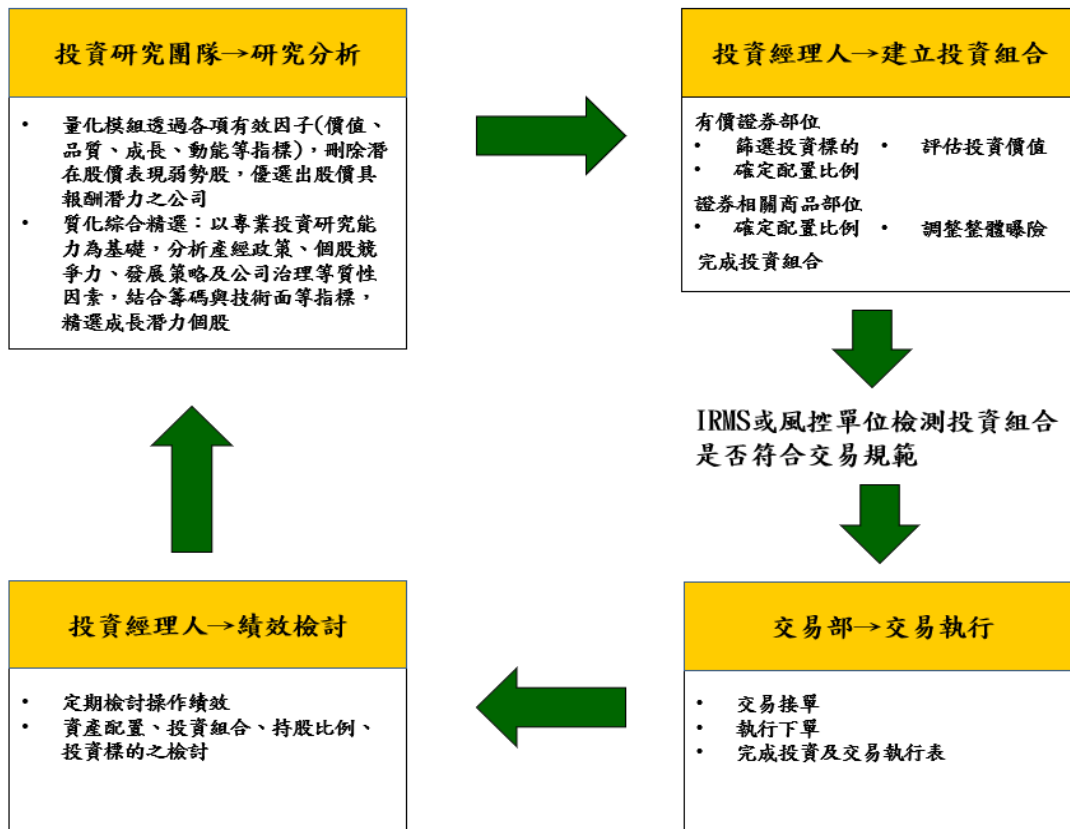 投資研究團隊→研究分析
• 量化模組透過各項有效因子(價值、
品質、成長、動能等指標)，刪除潛
在股價表現弱勢股，優選出股價具
報酬潛力之公司
• 質化綜合精選：以專業投資研究能
力為基礎，分析產經政策、個股競
爭力、發展策略及公司治理等質性
因素，結合籌碼與技術面等指標，
精選成長潛力個股
投資經理人→建立投資組合
有價證券部位
• 篩選投資標的 • 評估投資價值
• 確定配置比例
證券相關商品部位
• 確定配置比例 • 調整整體曝險
完成投資組合
IRMS或風控單位檢測投資組合
是否符合交易規範
交易部→交易執行
• 交易接單
• 執行下單
• 完成投資及交易執行表
投資經理人→績效檢討
• 定期檢討操作績效
• 資產配置、投資組合、持股比例、
投資標的之檢討